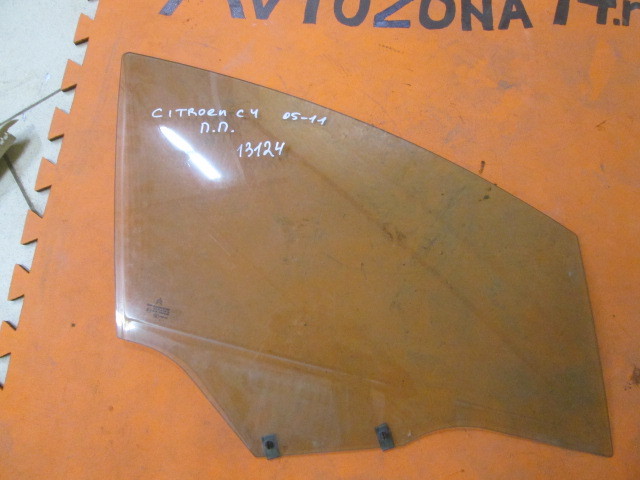 AVTOZONA 14.r
CITROEN C4 05-11
П.П.
13124